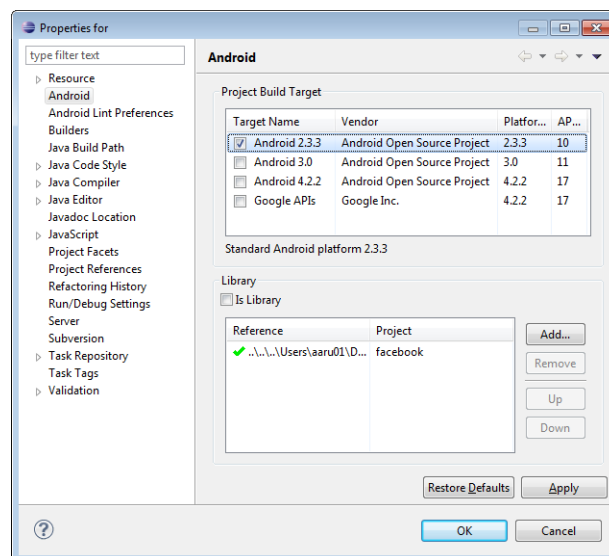 Properties for
type filter text
Resource
Android
Android Lint Preferences
Builders
Java Build Path
Java Code Style
Java Compiler
Java Editor
Javadoc Location
JavaScript
Project Facets
Project References
Refactoring History
Run/Debug Settings
Server
Subversion
Task Repository
Task Tags
Validation
Android
Project Build Target
Target Name Vendor Platfor... AP...
Android 2.3.3 Android Open Source Project 2.3.3 10
Android 3.0 Android Open Source Project 3.0 11
Android 4.2.2 Android Open Source Project 4.2.2 17
Google APIs Google Inc. 4.2.2 17
Standard Android platform 2.3.3
Library
Is Library
Reference Project
..\..\..\Users\aaru01\D... facebook
Add...
Remove
Up
Down
Restore Defaults Apply
OK Cancel